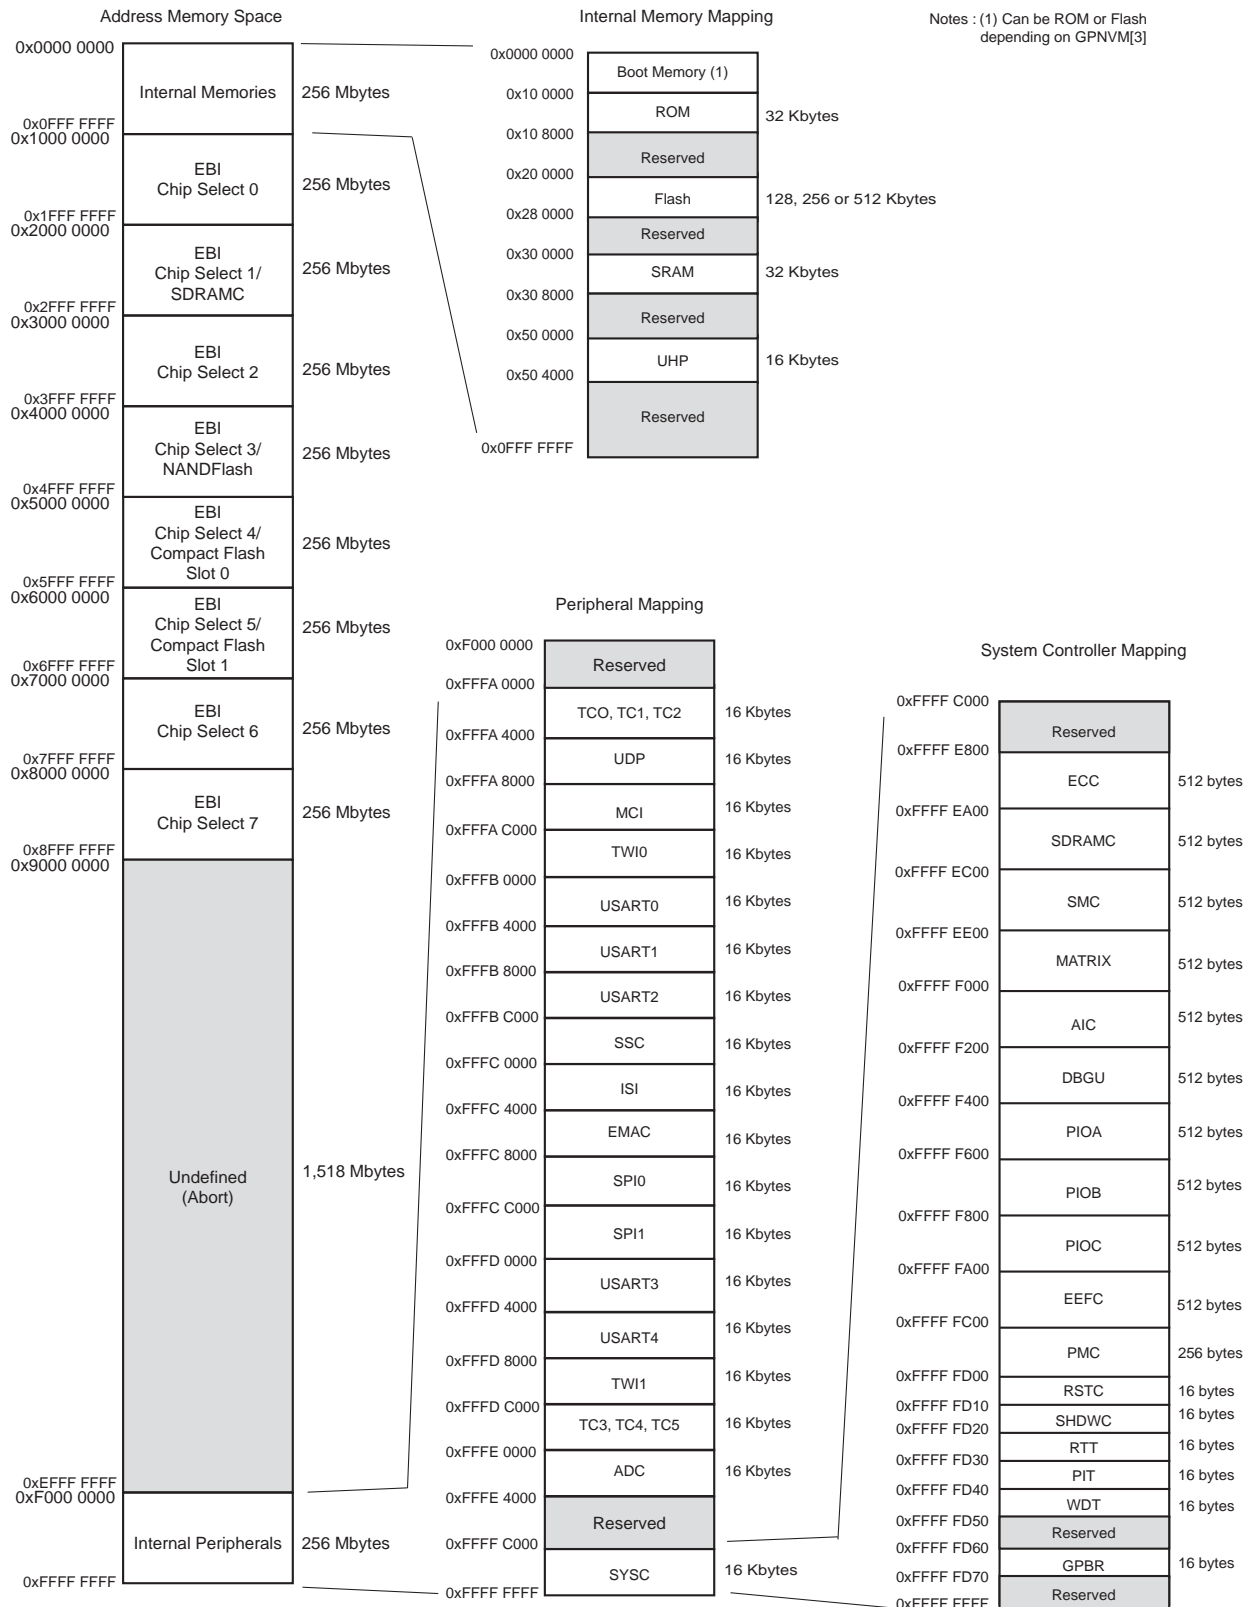 Address Memory Space
0x0000 0000
Internal Memories
256 Mbytes
0x0FFF FFFF
0x1000 0000
EBI
Chip Select 0
256 Mbytes
0x1FFF FFFF
0x2000 0000
EBI
Chip Select 1/
SDRAMC
256 Mbytes
0x2FFF FFFF
0x3000 0000
EBI
Chip Select 2
256 Mbytes
0x3FFF FFFF
0x4000 0000
EBI
Chip Select 3/
NANDFlash
256 Mbytes
0x4FFF FFFF
0x5000 0000
EBI
Chip Select 4/
Compact Flash
Slot 0
256 Mbytes
0x5FFF FFFF
0x6000 0000
EBI
Chip Select 5/
Compact Flash
Slot 1
256 Mbytes
0x6FFF FFFF
0x7000 0000
EBI
Chip Select 6
256 Mbytes
0x7FFF FFFF
0x8000 0000
EBI
Chip Select 7
256 Mbytes
0x8FFF FFFF
0x9000 0000
Undefined
(Abort)
1,518 Mbytes
0xEFFF FFFF
0xF000 0000
Internal Peripherals
256 Mbytes
0xFFFF FFFF
Internal Memory Mapping
0x0000 0000
Boot Memory (1)
0x10 0000
ROM
32 Kbytes
0x10 8000
Reserved
0x20 0000
Flash
128, 256 or 512 Kbytes
0x28 0000
Reserved
0x30 0000
SRAM
32 Kbytes
0x30 8000
Reserved
0x50 0000
UHP
16 Kbytes
0x50 4000
Reserved
0x0FFF FFFF
Notes : (1) Can be ROM or Flash
depending on GPNVM[3]
Peripheral Mapping
0xF000 0000
Reserved
0xFFFA 0000
TCO, TC1, TC2
16 Kbytes
0xFFFA 4000
UDP
16 Kbytes
0xFFFA 8000
MCI
16 Kbytes
0xFFFA C000
TWI0
16 Kbytes
0xFFFB 0000
USART0
16 Kbytes
0xFFFB 4000
USART1
16 Kbytes
0xFFFB 8000
USART2
16 Kbytes
0xFFFB C000
SSC
16 Kbytes
0xFFFC 0000
ISI
16 Kbytes
0xFFFC 4000
EMAC
16 Kbytes
0xFFFC 8000
SPI0
16 Kbytes
0xFFFC C000
SPI1
16 Kbytes
0xFFFD 0000
USART3
16 Kbytes
0xFFFD 4000
USART4
16 Kbytes
0xFFFD 8000
TWI1
16 Kbytes
0xFFFD C000
TC3, TC4, TC5
16 Kbytes
0xFFFE 0000
ADC
16 Kbytes
0xFFFE 4000
Reserved
0xFFFF C000
SYSC
16 Kbytes
0xFFFF FFFF
System Controller Mapping
0xFFFF C000
Reserved
0xFFFF E800
ECC
512 bytes
0xFFFF EA00
SDRAMC
512 bytes
0xFFFF EC00
SMC
512 bytes
0xFFFF EE00
MATRIX
512 bytes
0xFFFF F000
AIC
512 bytes
0xFFFF F200
DBGU
512 bytes
0xFFFF F400
PIOA
512 bytes
0xFFFF F600
PIOB
512 bytes
0xFFFF F800
PIOC
512 bytes
0xFFFF FA00
EEFC
512 bytes
0xFFFF FC00
PMC
256 bytes
0xFFFF FD00
RSTC
16 bytes
0xFFFF FD10
SHDWC
16 bytes
0xFFFF FD20
RTT
16 bytes
0xFFFF FD30
PIT
16 bytes
0xFFFF FD40
WDT
16 bytes
0xFFFF FD50
Reserved
0xFFFF FD60
GPBR
16 bytes
0xFFFF FD70
Reserved
0xFFFF FFFF